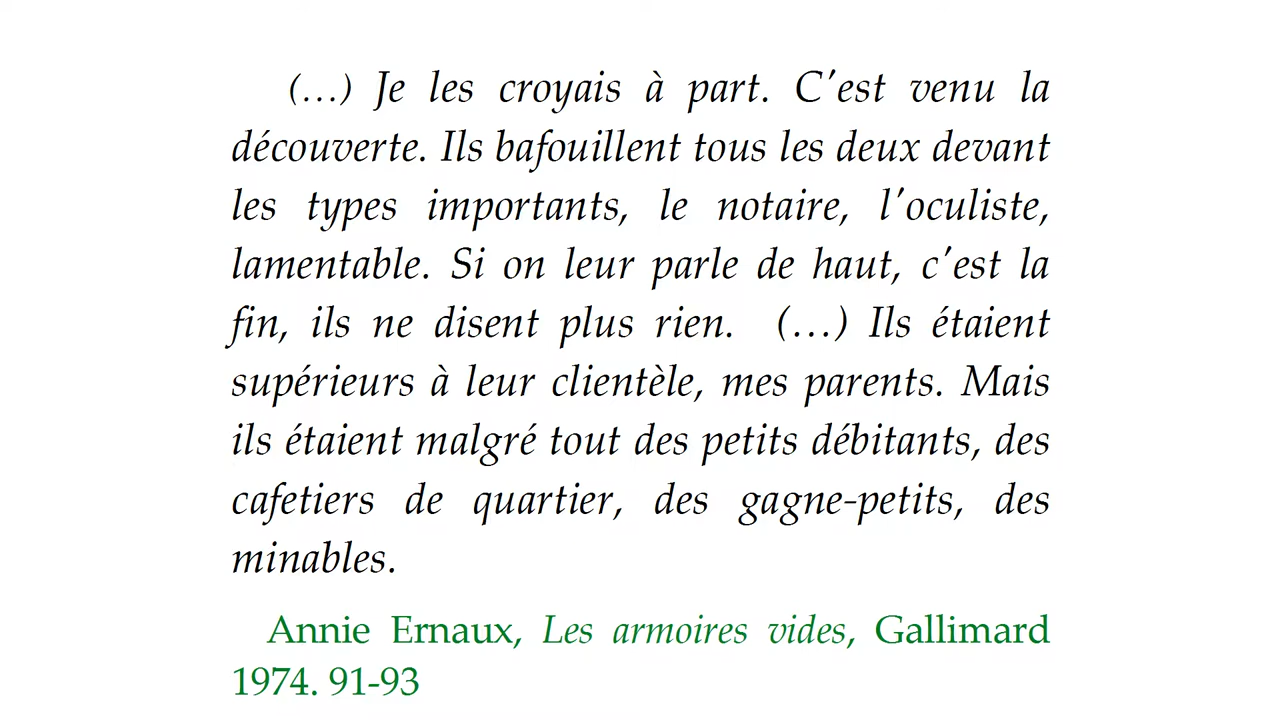 (…) Je les croyais à part. C'est venu la
découverte. Ils bafouillent tous les deux devant
les types importants, le notaire, l'oculiste,
lamentable. Si on leur parle de haut, c'est la
fin, ils ne disent plus rien. (…) Ils étaient
supérieurs à leur clientèle, mes parents. Mais
ils étaient malgré tout des petits débitants, des
cafetiers de quartier, des gagne-petits, des
minables.
Annie Ernaux, Les armoires vides, Gallimard
1974. 91-93